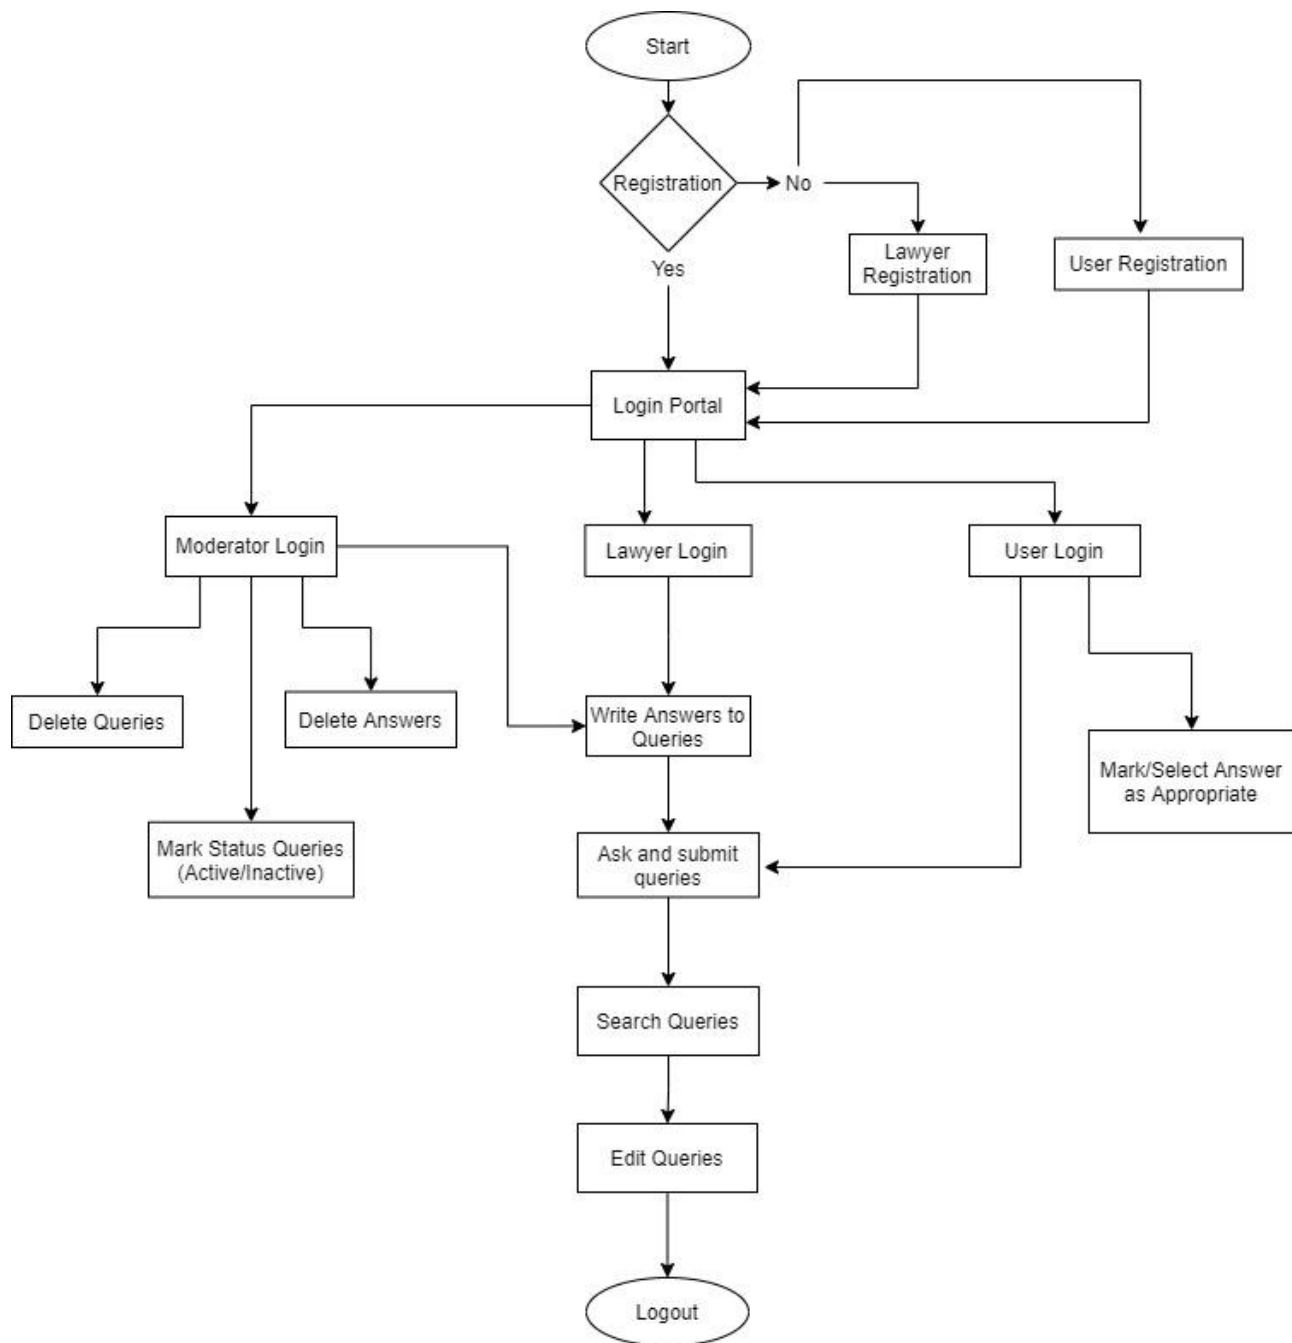 Start
Registration
No
Yes
Lawyer
Registration
User Registration
Login Portal
Moderator Login
Lawyer Login
User Login
Delete Queries
Delete Answers
Write Answers to
Queries
Mark/Select Answer
as Appropriate
Mark Status Queries
(Active/Inactive)
Ask and submit
queries
Search Queries
Edit Queries
Logout